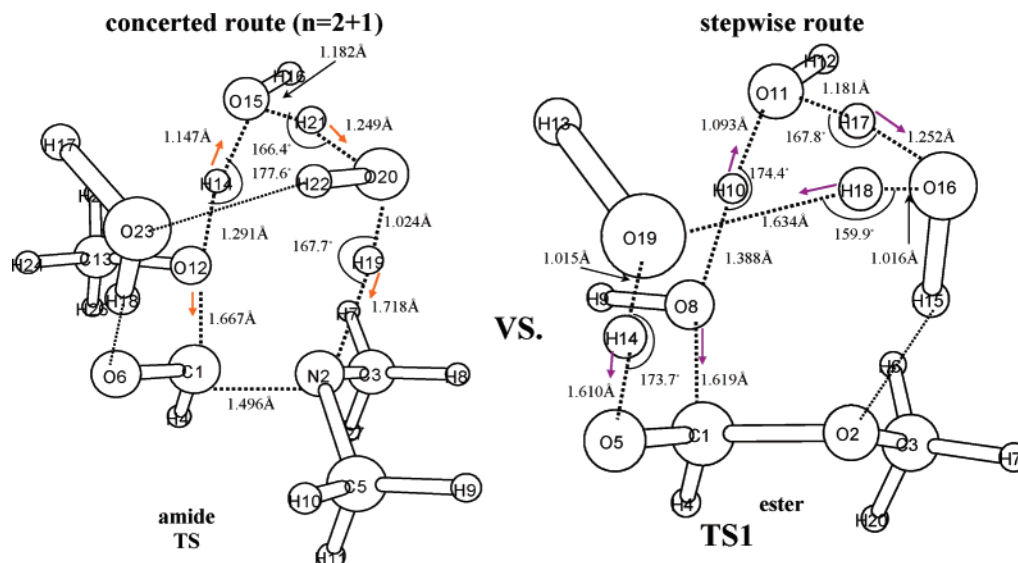 concerted route (n=2+1)
stepwise route
1.182Å
H16
O15
H21
1.249Å
1.147Å
166.4°
177.6°
H17
H14
H22
O20
O23
1.291Å
1.024Å
H24
C13
O12
167.7°
H19
H18
H26
1.718Å
H7
1.667Å
O6
C1
N2
C3
H8
1.496Å
H4
C5
H10
H9
H11
amide
TS
VS.
H12
O11
1.181Å
H13
H17
1.252Å
1.093Å
167.8°
174.4°
H10
H18
O16
O19
1.634Å
159.9°
1.015Å
1.388Å
1.016Å
H9
O8
H15
H14
H6
1.610Å
173.7°
1.619Å
O5
C1
O2
C3
H7
H4
H20
ester
TS1